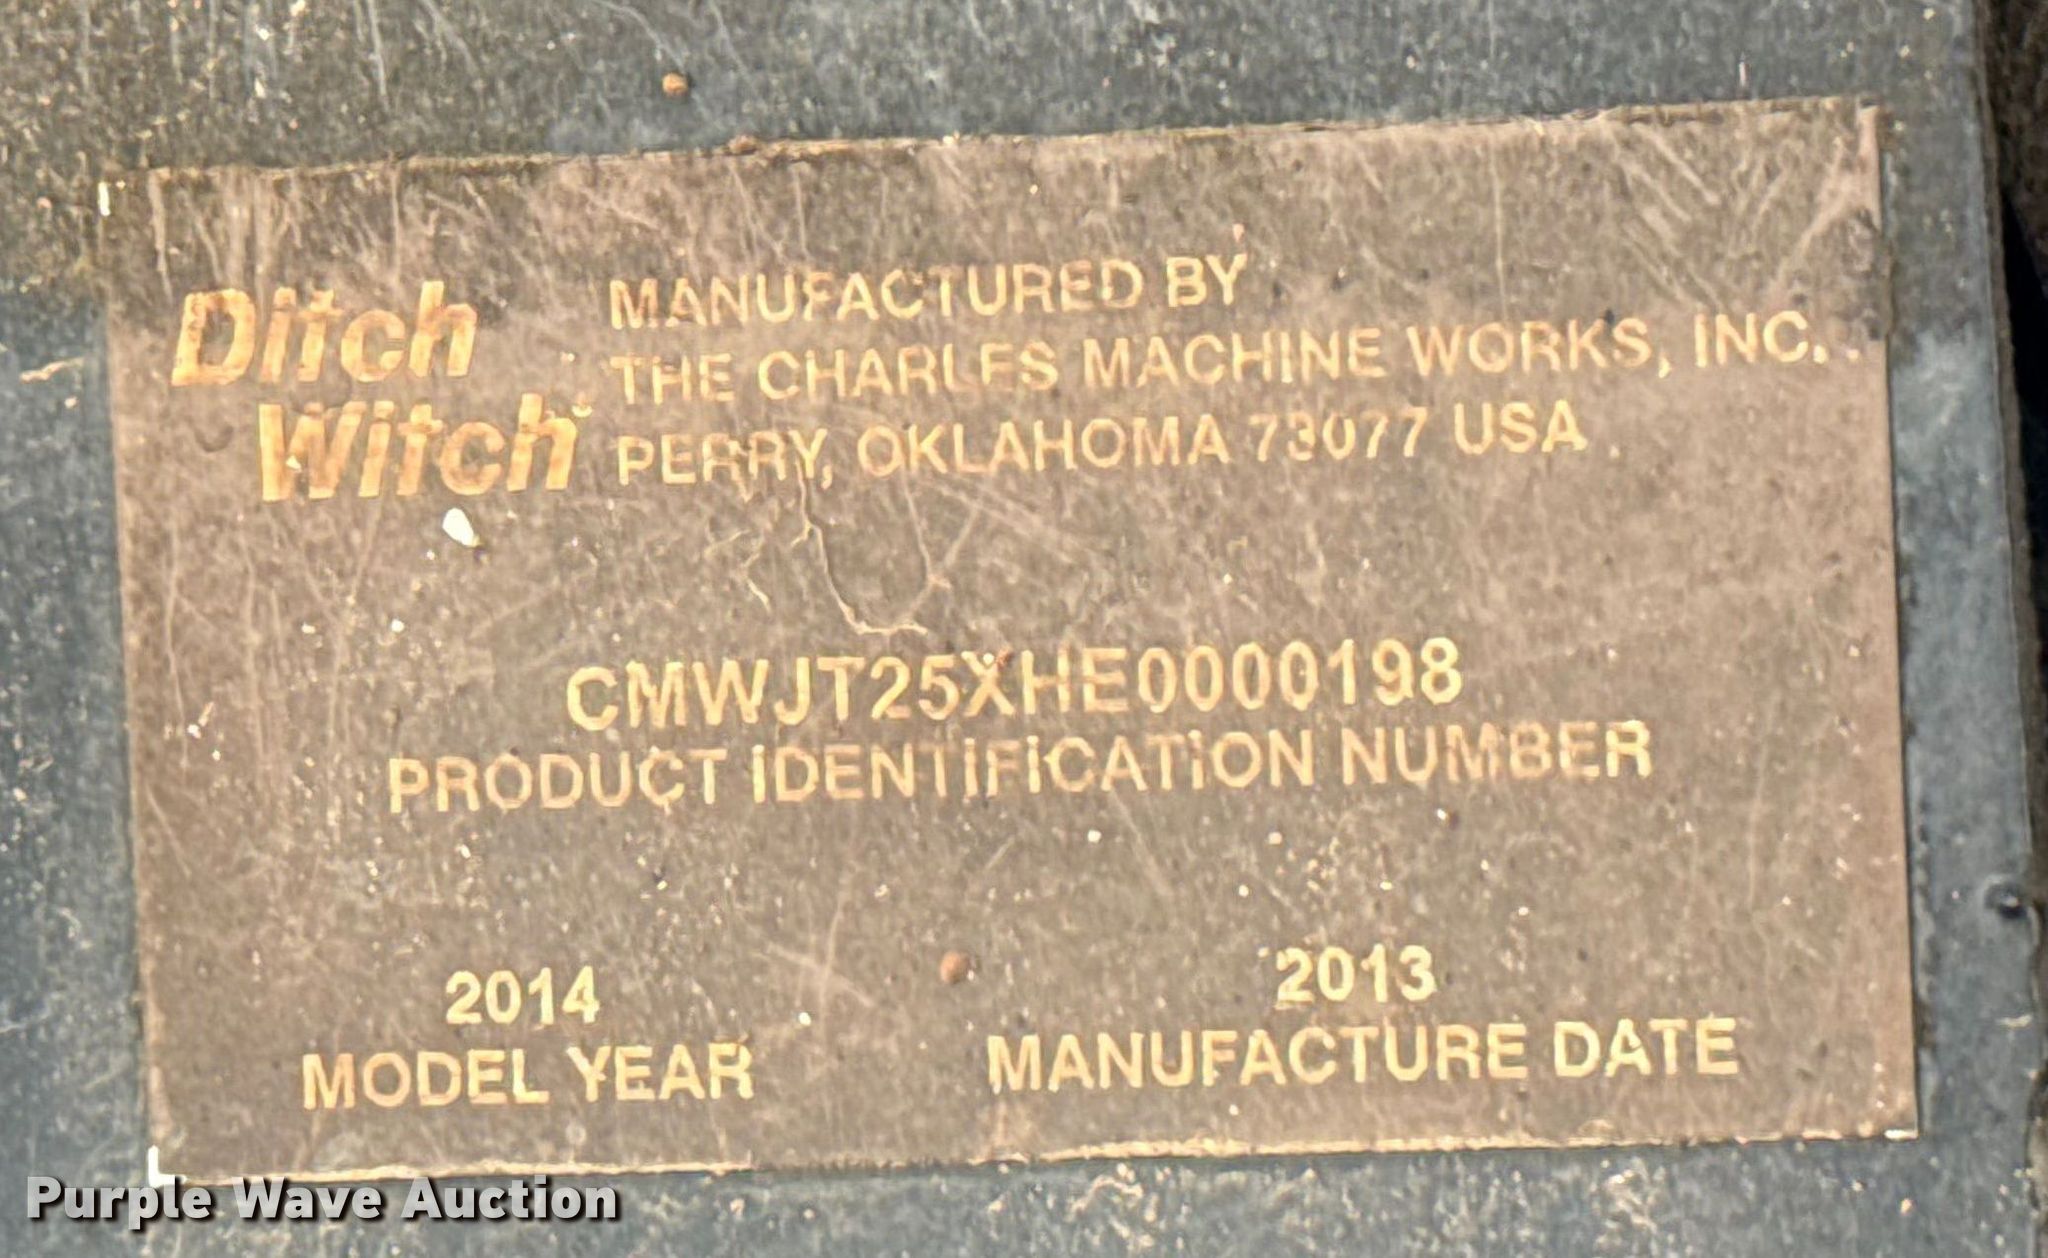 Ditch
Witch
MANUFACTURED BY
THE CHARLES MACHINE WORKS, INC.
PERRY, OKLAHOMA 73077 USA
CMWJT25XHE0000198
PRODUCT IDENTIFICATION NUMBER
2014
MODEL YEAR
2013
MANUFACTURE DATE
Purple Wave Auction